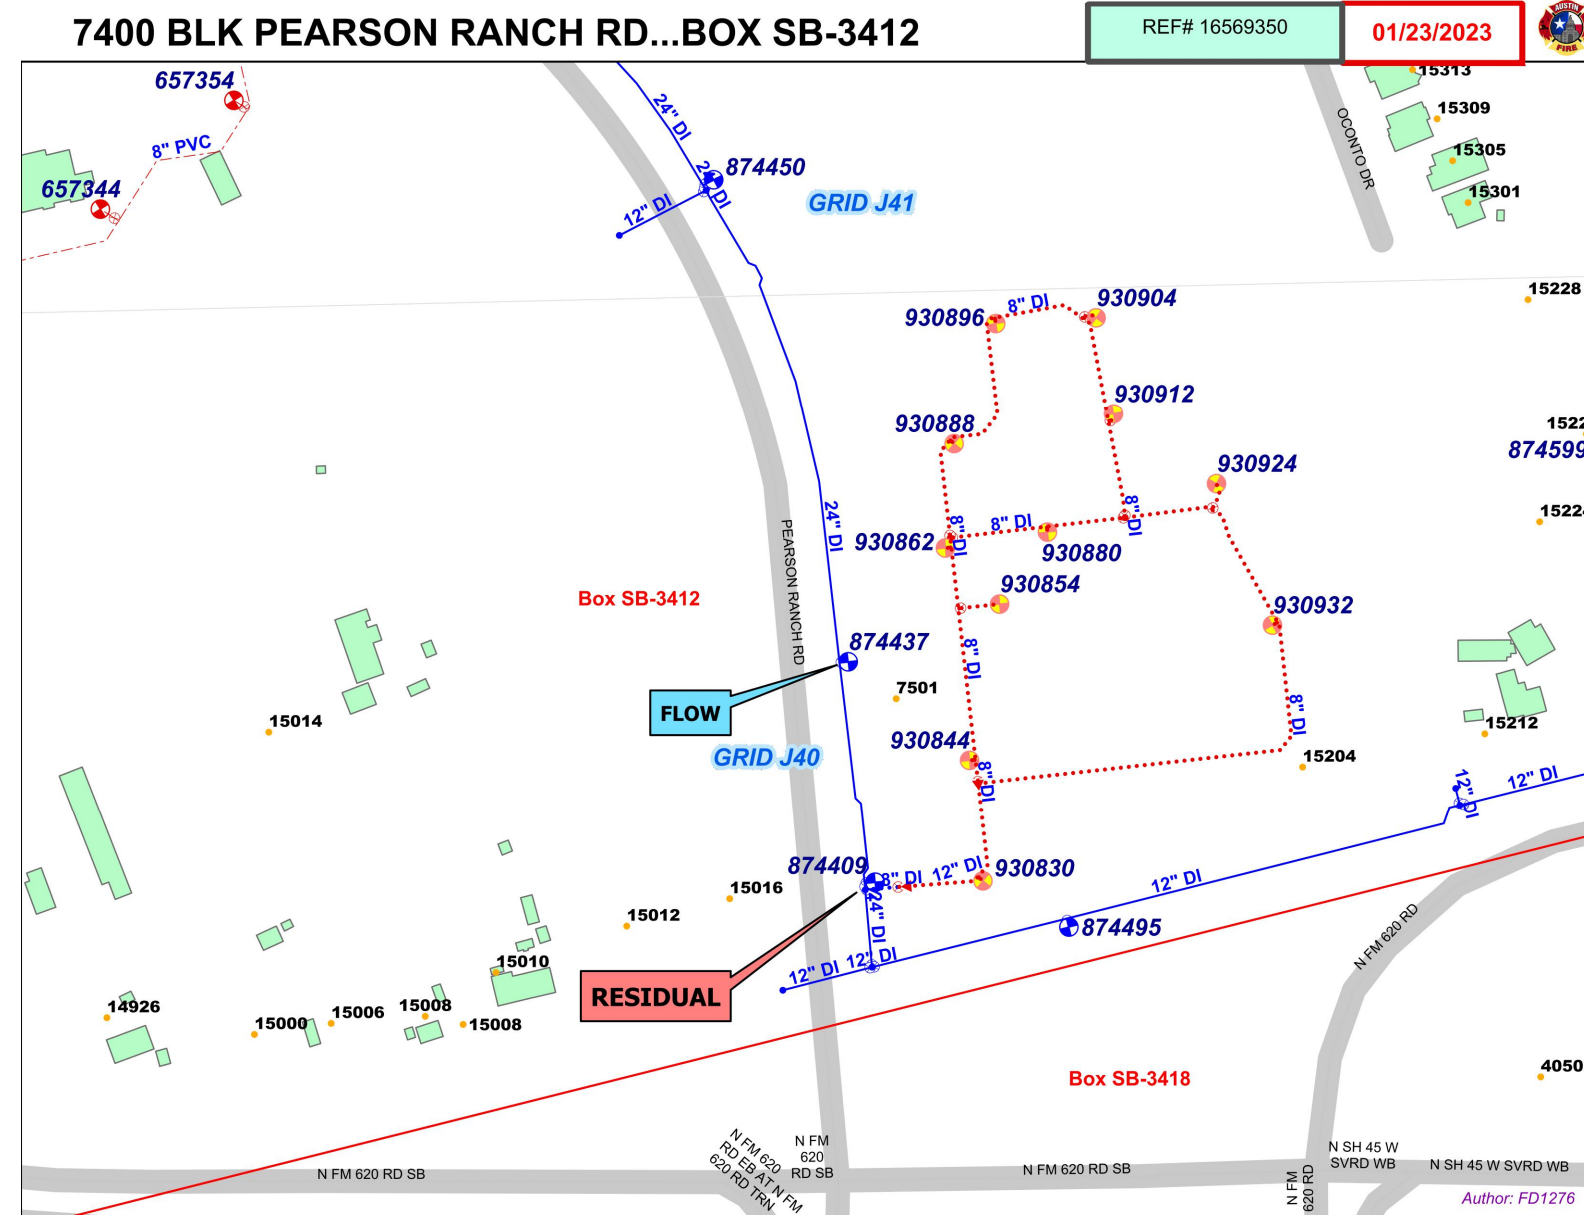 7400 BLK PEARSON RANCH RD...BOX SB-3412
REF# 16569350
01/23/2023
AUSTIN
FIRE
657354
24" DI
OCONTO DR
15313
15309
8" PVC
15305
657344
874450
24" DI
12" DI
GRID J41
15301
15228
930896
8" DI
930904
930912
930888
1522
874599
930924
24" DI
8" DI
8" DI
8" DI
15224
930862
930880
PEARSON RANCH RD
Box SB-3412
930854
930932
874437
8" DI
7501
FLOW
8" DI
15014
15212
930844
GRID J40
15204
8" DI
12" DI
12" DI
874409
8" DI
12" DI
930830
12" DI
15016
15012
24" DI
874495
N FM 620 RD
15010
12" DI
12" DI
RESIDUAL
14926
15000
15006
15008
15008
Box SB-3418
4050
N FM 620 RD SB
N FM 620
RD EB AT N FM
620 RD TRN
N FM
620
RD SB
N FM 620 RD SB
N FM
620 RD
N SH 45 W
SVRD WB
N SH 45 W SVRD WB
Author: FD1276